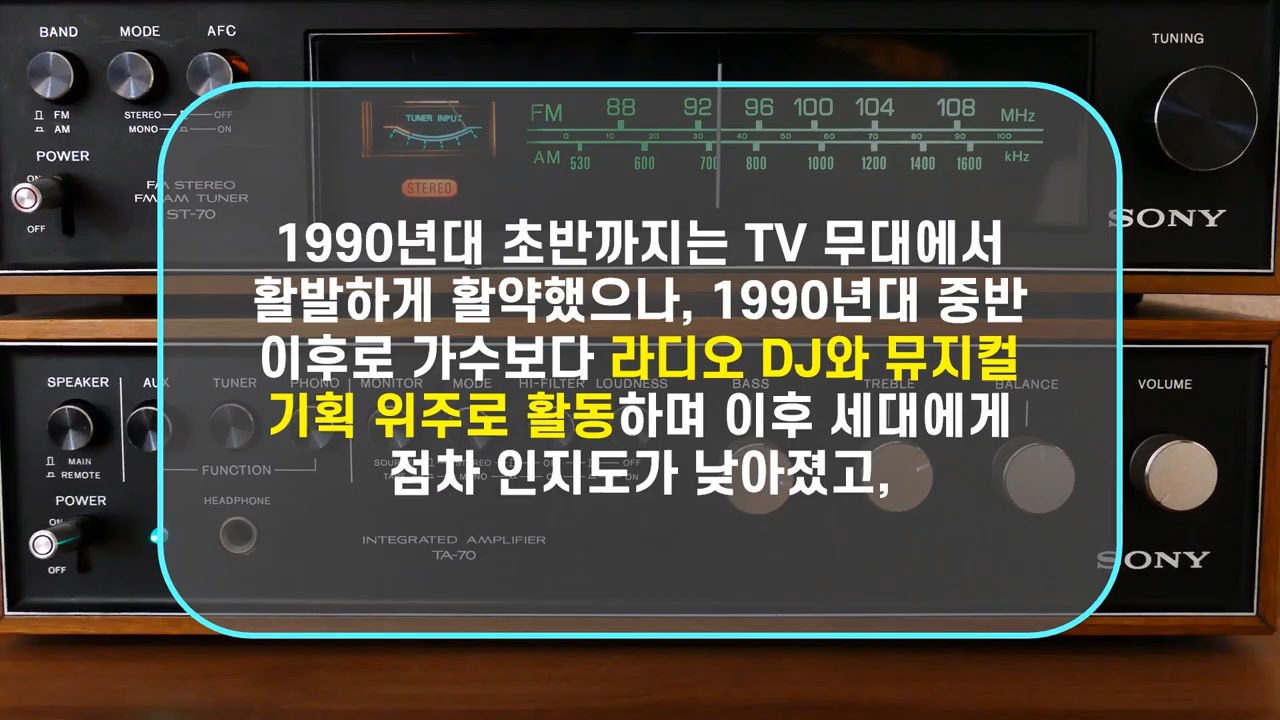 BAND MODE AFC
TUNING
FM 88 92 96 100 104 108 MHz
TUNER INPUT
0 10 20 30 40 50 60 70 80 90 100
AM 530 600 700 800 1000 1200 1400 1600 kHz
FM
AM
STEREO OFF
MONO ON
POWER
ON
OFF
STEREO
FM STEREO
FM AM TUNER
ST-70
SONY
1990년대 초반까지는 TV 무대에서
활발하게 활약했으나, 1990년대 중반
이후로 가수보다 라디오 DJ와 뮤지컬
기획 위주로 활동하며 이후 세대에게
점차 인지도가 낮아졌고,
SPEAKER AUX TUNER PHONO MONITOR MODE HI-FILTER LOUDNESS BASS TREBLE BALANCE VOLUME
MAIN
REMOTE
FUNCTION
POWER
ON
OFF
HEADPHONE
INTEGRATED AMPLIFIER
TA-70
SONY